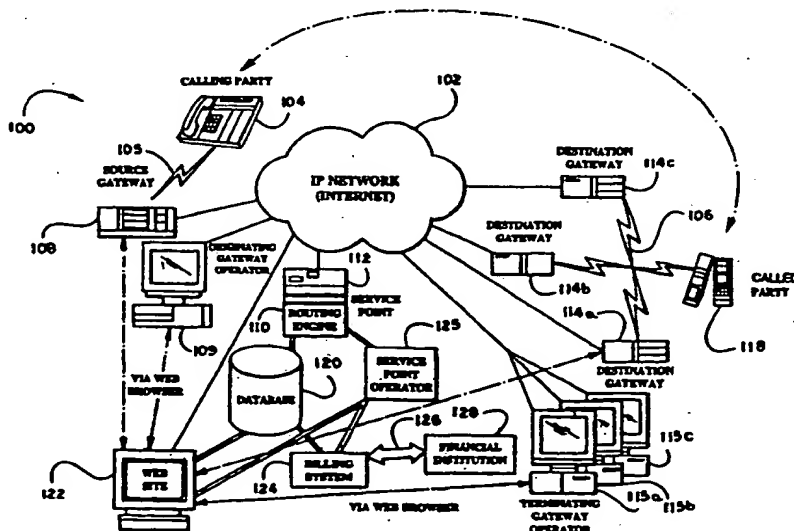 CALLING PARTY
104
102
100
105
SOURCE
GATEWAY
108
IP NETWORK
(INTERNET)
DESTINATION
GATEWAY
114c
106
DESTINATION
GATEWAY
114b
CALLED
PARTY
118
ORIGINATING
GATEWAY
OPERATOR
109
112
SERVICE
POINT
110
ROUTING
ENGINE
125
SERVICE
POINT
OPERATOR
114a
DESTINATION
GATEWAY
VIA WEB
BROWSER
120
DATABASE
126
128
FINANCIAL
INSTITUTION
122
WEB
SITE
124
BILLING
SYSTEM
VIA WEB BROWSER
115c
115b
115a
TERMINATING
GATEWAY
OPERATOR